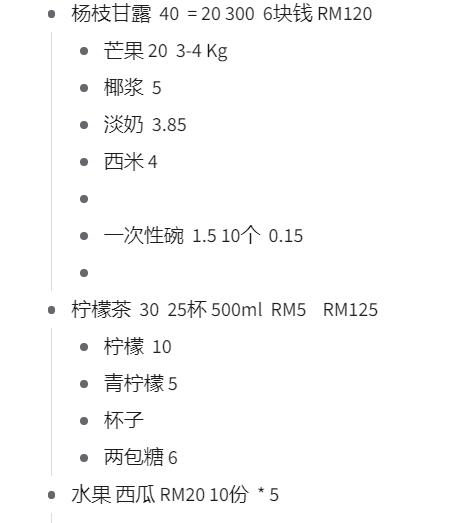 杨枝甘露 40 = 20 300 6块钱 RM120
芒果 20 3-4 Kg
椰浆 5
淡奶 3.85
西米 4
一次性碗 1.5 10个 0.15
柠檬茶 30 25杯 500ml RM5 RM125
柠檬 10
青柠檬 5
杯子
两包糖 6
水果 西瓜 RM20 10份 * 5